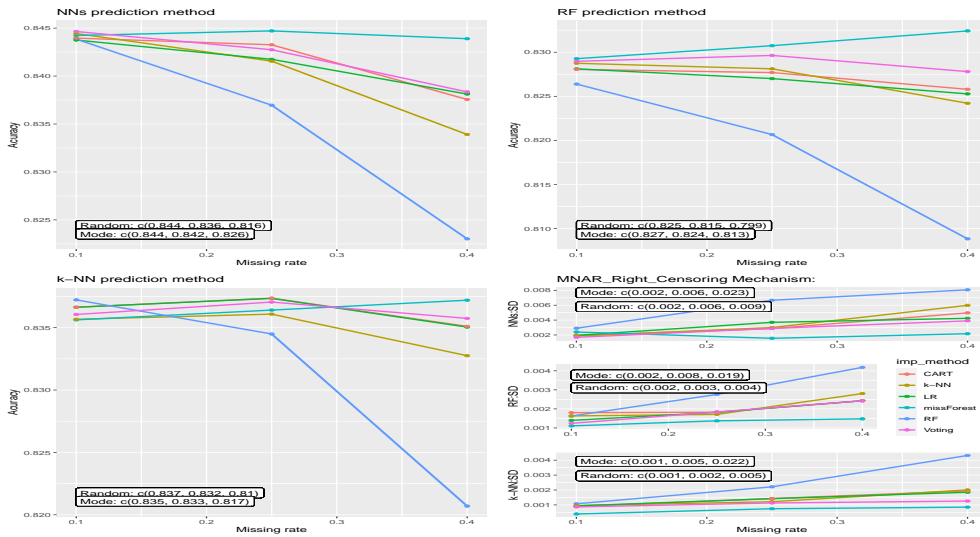 NNs prediction method
0.845
0.840
0.835
0.830
0.825
Acuracy
Random: c(0.844, 0.836, 0.816)
Mode: c(0.844, 0.842, 0.826)
0.1
0.2
0.3
0.4
Missing rate
RF prediction method
0.830
0.825
0.820
0.815
0.810
Acuracy
Random: c(0.825, 0.815, 0.799)
Mode: c(0.827, 0.824, 0.813)
0.1
0.2
0.3
0.4
Missing rate
k−NN prediction method
0.835
0.830
0.825
0.820
Acuracy
Random: c(0.837, 0.832, 0.81)
Mode: c(0.835, 0.833, 0.817)
0.1
0.2
0.3
0.4
Missing rate
MNAR_Right_Censoring Mechanism:
0.008
0.006
0.004
0.002
NNs:SD
Mode: c(0.002, 0.006, 0.023)
Random: c(0.002, 0.006, 0.009)
0.1
0.2
0.3
0.4
0.004
0.003
0.002
0.001
RF:SD
Mode: c(0.002, 0.008, 0.019)
Random: c(0.002, 0.003, 0.004)
0.1
0.2
0.3
0.4
imp_method
CART
k−NN
LR
missForest
RF
Voting
0.004
0.003
0.002
0.001
k−NN:SD
Mode: c(0.001, 0.005, 0.022)
Random: c(0.001, 0.002, 0.005)
0.1
0.2
0.3
0.4
Missing rate